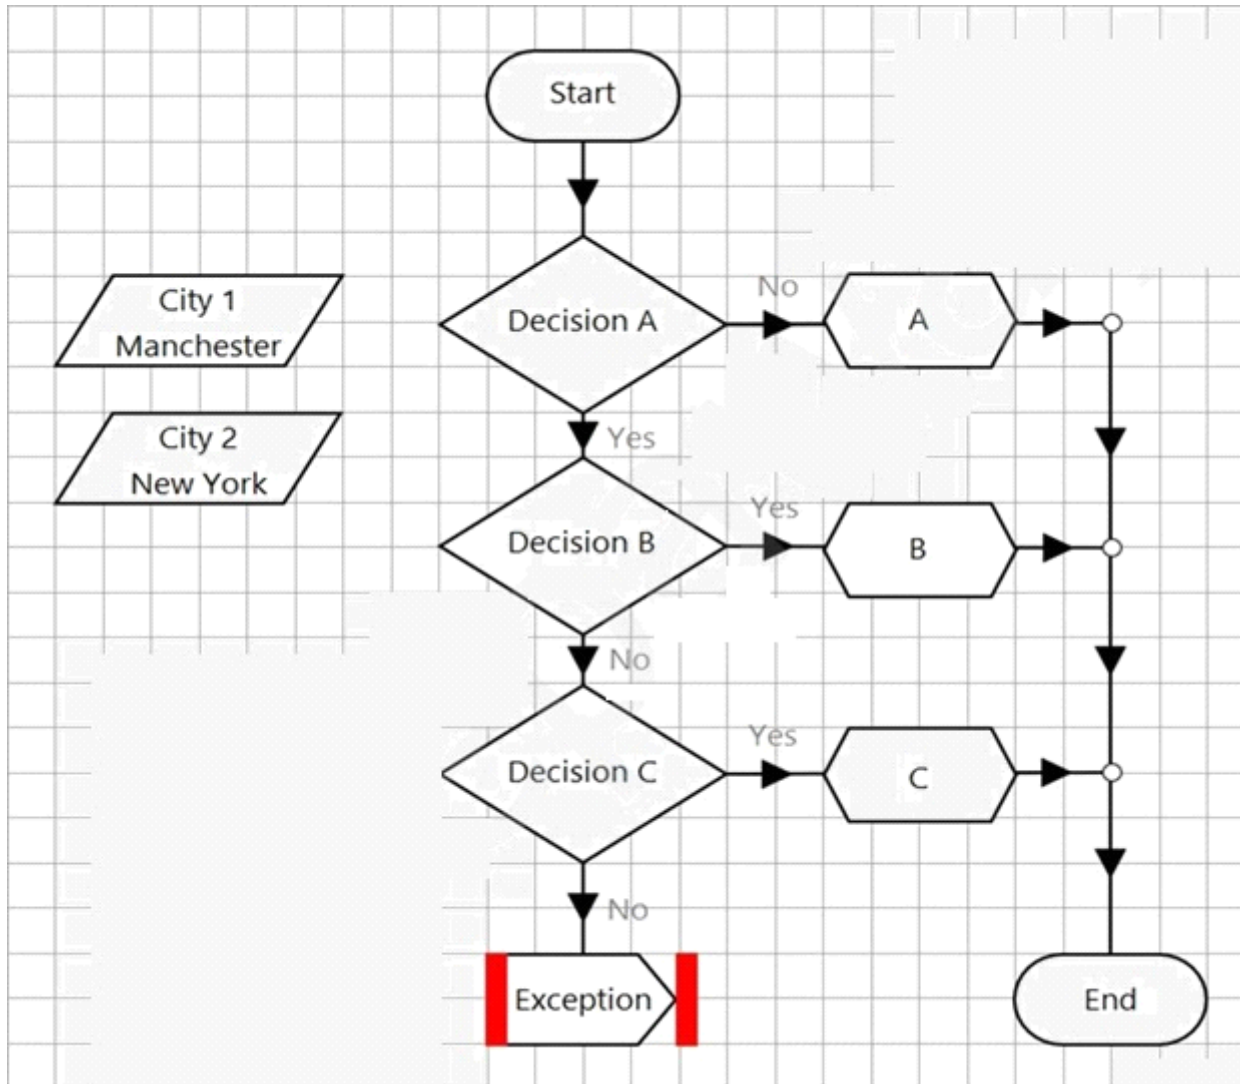 Start
City 1
Manchester
Decision A
No
A
City 2
New York
Yes
Decision B
Yes
B
No
Decision C
Yes
C
No
Exception
End